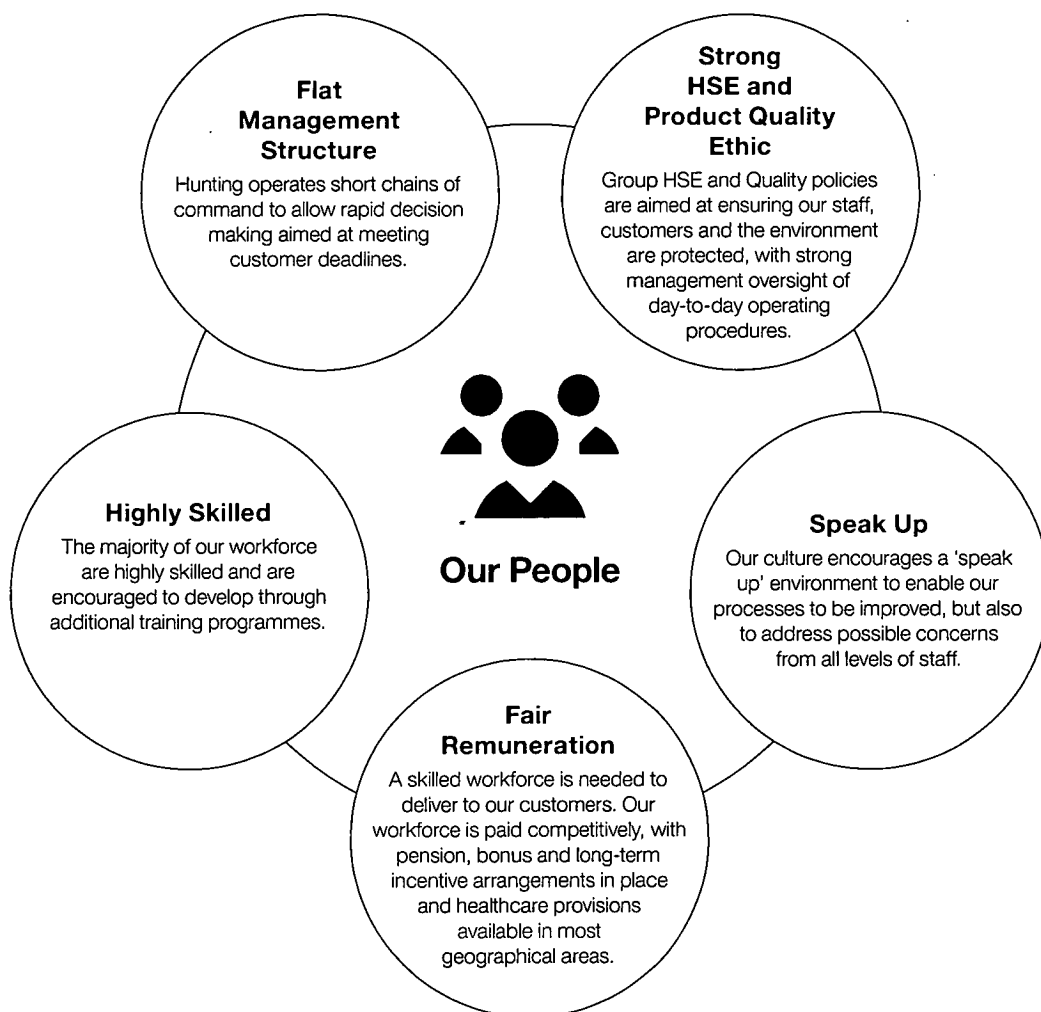 Flat
Management
Structure
Hunting operates short chains of
command to allow rapid decision
making aimed at meeting
customer deadlines.
Strong
HSE and
Product Quality
Ethic
Group HSE and Quality policies
are aimed at ensuring our staff,
customers and the environment
are protected, with strong
management oversight of
day-to-day operating
procedures.
Highly Skilled
The majority of our workforce
are highly skilled and are
encouraged to develop through
additional training programmes.
Our People
Speak Up
Our culture encourages a 'speak
up' environment to enable our
processes to be improved, but also
to address possible concerns
from all levels of staff.
Fair
Remuneration
A skilled workforce is needed to
deliver to our customers. Our
workforce is paid competitively, with
pension, bonus and long-term
incentive arrangements in place
and healthcare provisions
available in most
geographical areas.